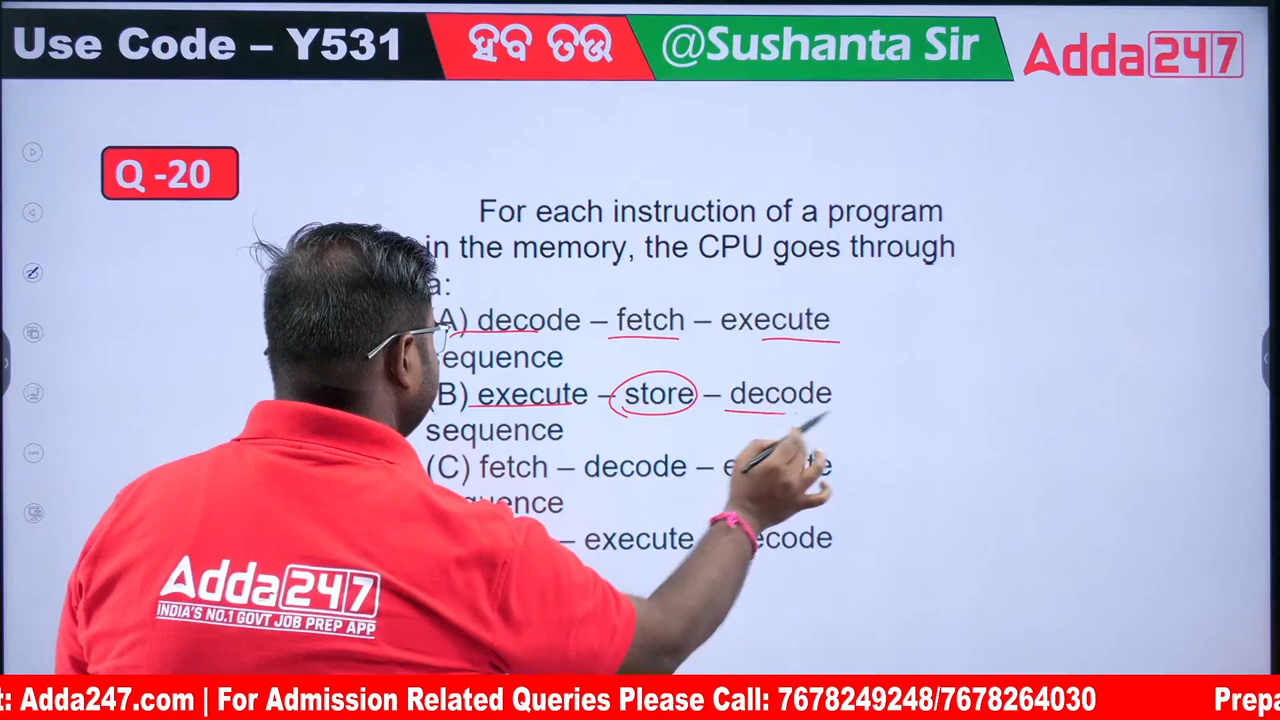 Use Code – Y531
ହବ ତଉ
@Sushanta Sir
Adda247
Q -20
For each instruction of a program
in the memory, the CPU goes through
a:
(A) decode – fetch – execute
sequence
(B) execute – store – decode
sequence
(C) fetch – decode –
sequence
– execute decode
Adda247
INDIA'S NO.1 GOVT JOB PREP APP
t: Adda247.com | For Admission Related Queries Please Call: 7678249248/7678264030 Prepa